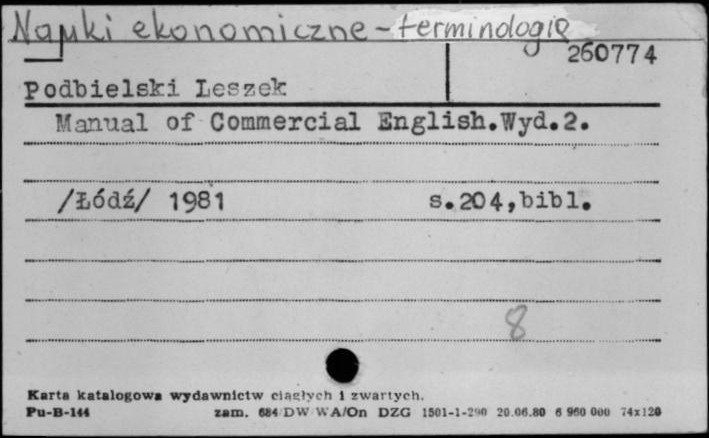 Nauki ekonomiczne - terminologie
260774
Podbielski Leszek
Manual of Commercial English.Wyd.2.
/Łódź/ 1981 s.204,bibl.
8
Karta katalogowa wydawnictw ciągłych i zwartych.
Pu-B-144 zam. 684/DW WA/On DZG 1501-1-290 20.06.80 6 960 000 74x120